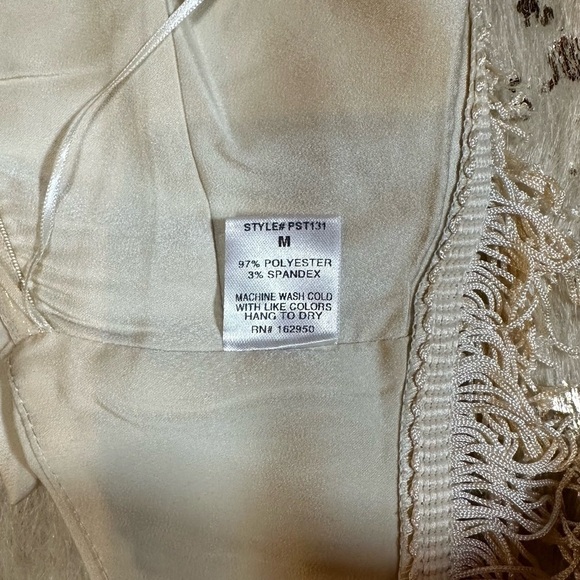 STYLE# PST131
M
97% POLYESTER
3% SPANDEX
MACHINE WASH COLD
WITH LIKE COLORS
HANG TO DRY
RN# 162950